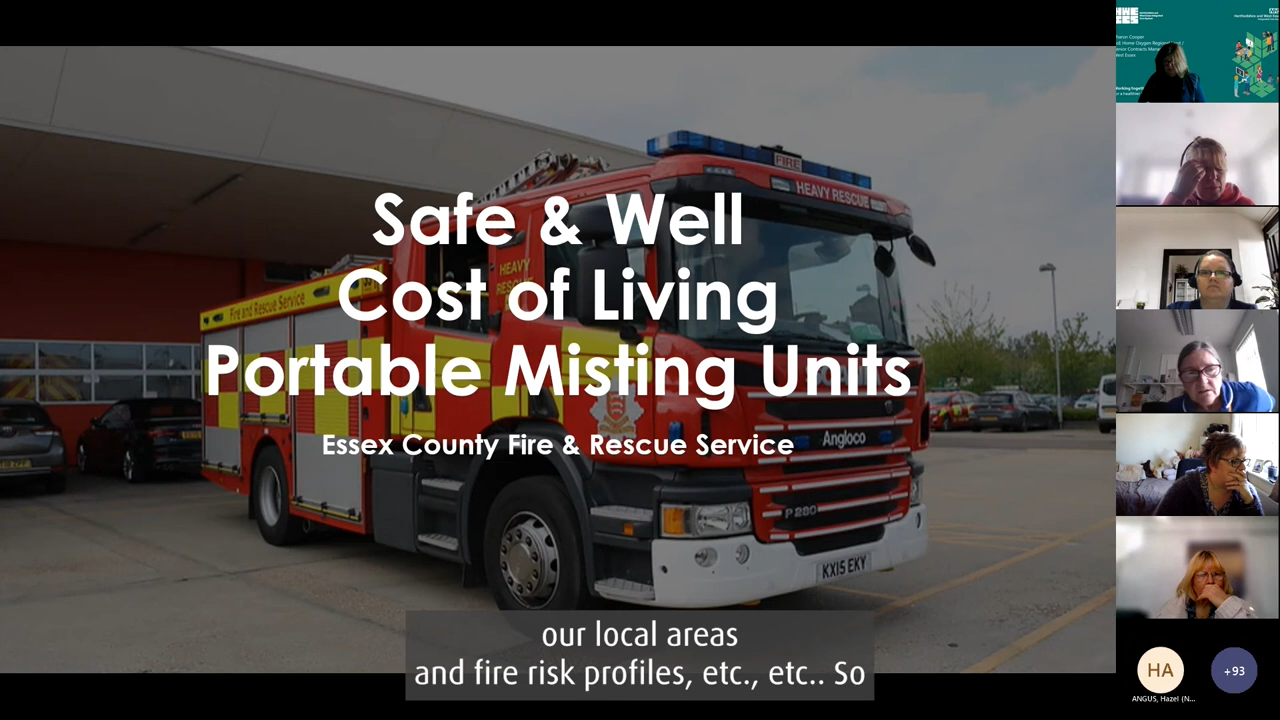 Safe & Well
Cost of Living
Portable Misting Units
Essex County Fire & Rescue Service
FIRE
HEAVY RESCUE
HEAVY
RESCUE
Fire and Rescue Service
Angloco
P 280
KX15 EKY
our local areas
and fire risk profiles, etc., etc.. So
Hertfordshire and West Essex
HA
+93
ANGUS, Hazel (N...